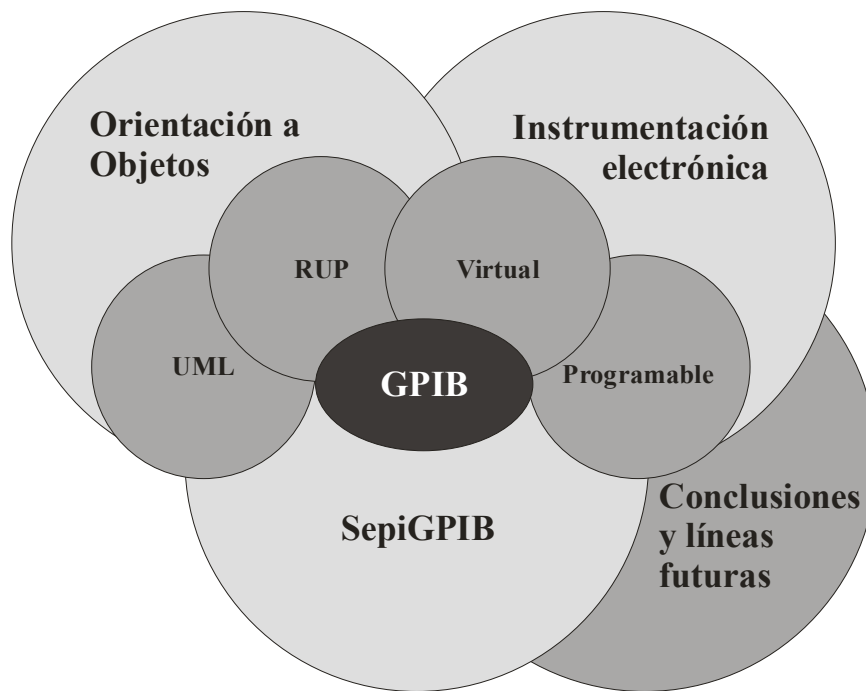 Orientación a
Objetos
Instrumentación
electrónica
RUP
Virtual
UML
GPIB
Programable
SepiGPIB
Conclusiones
y líneas
futuras